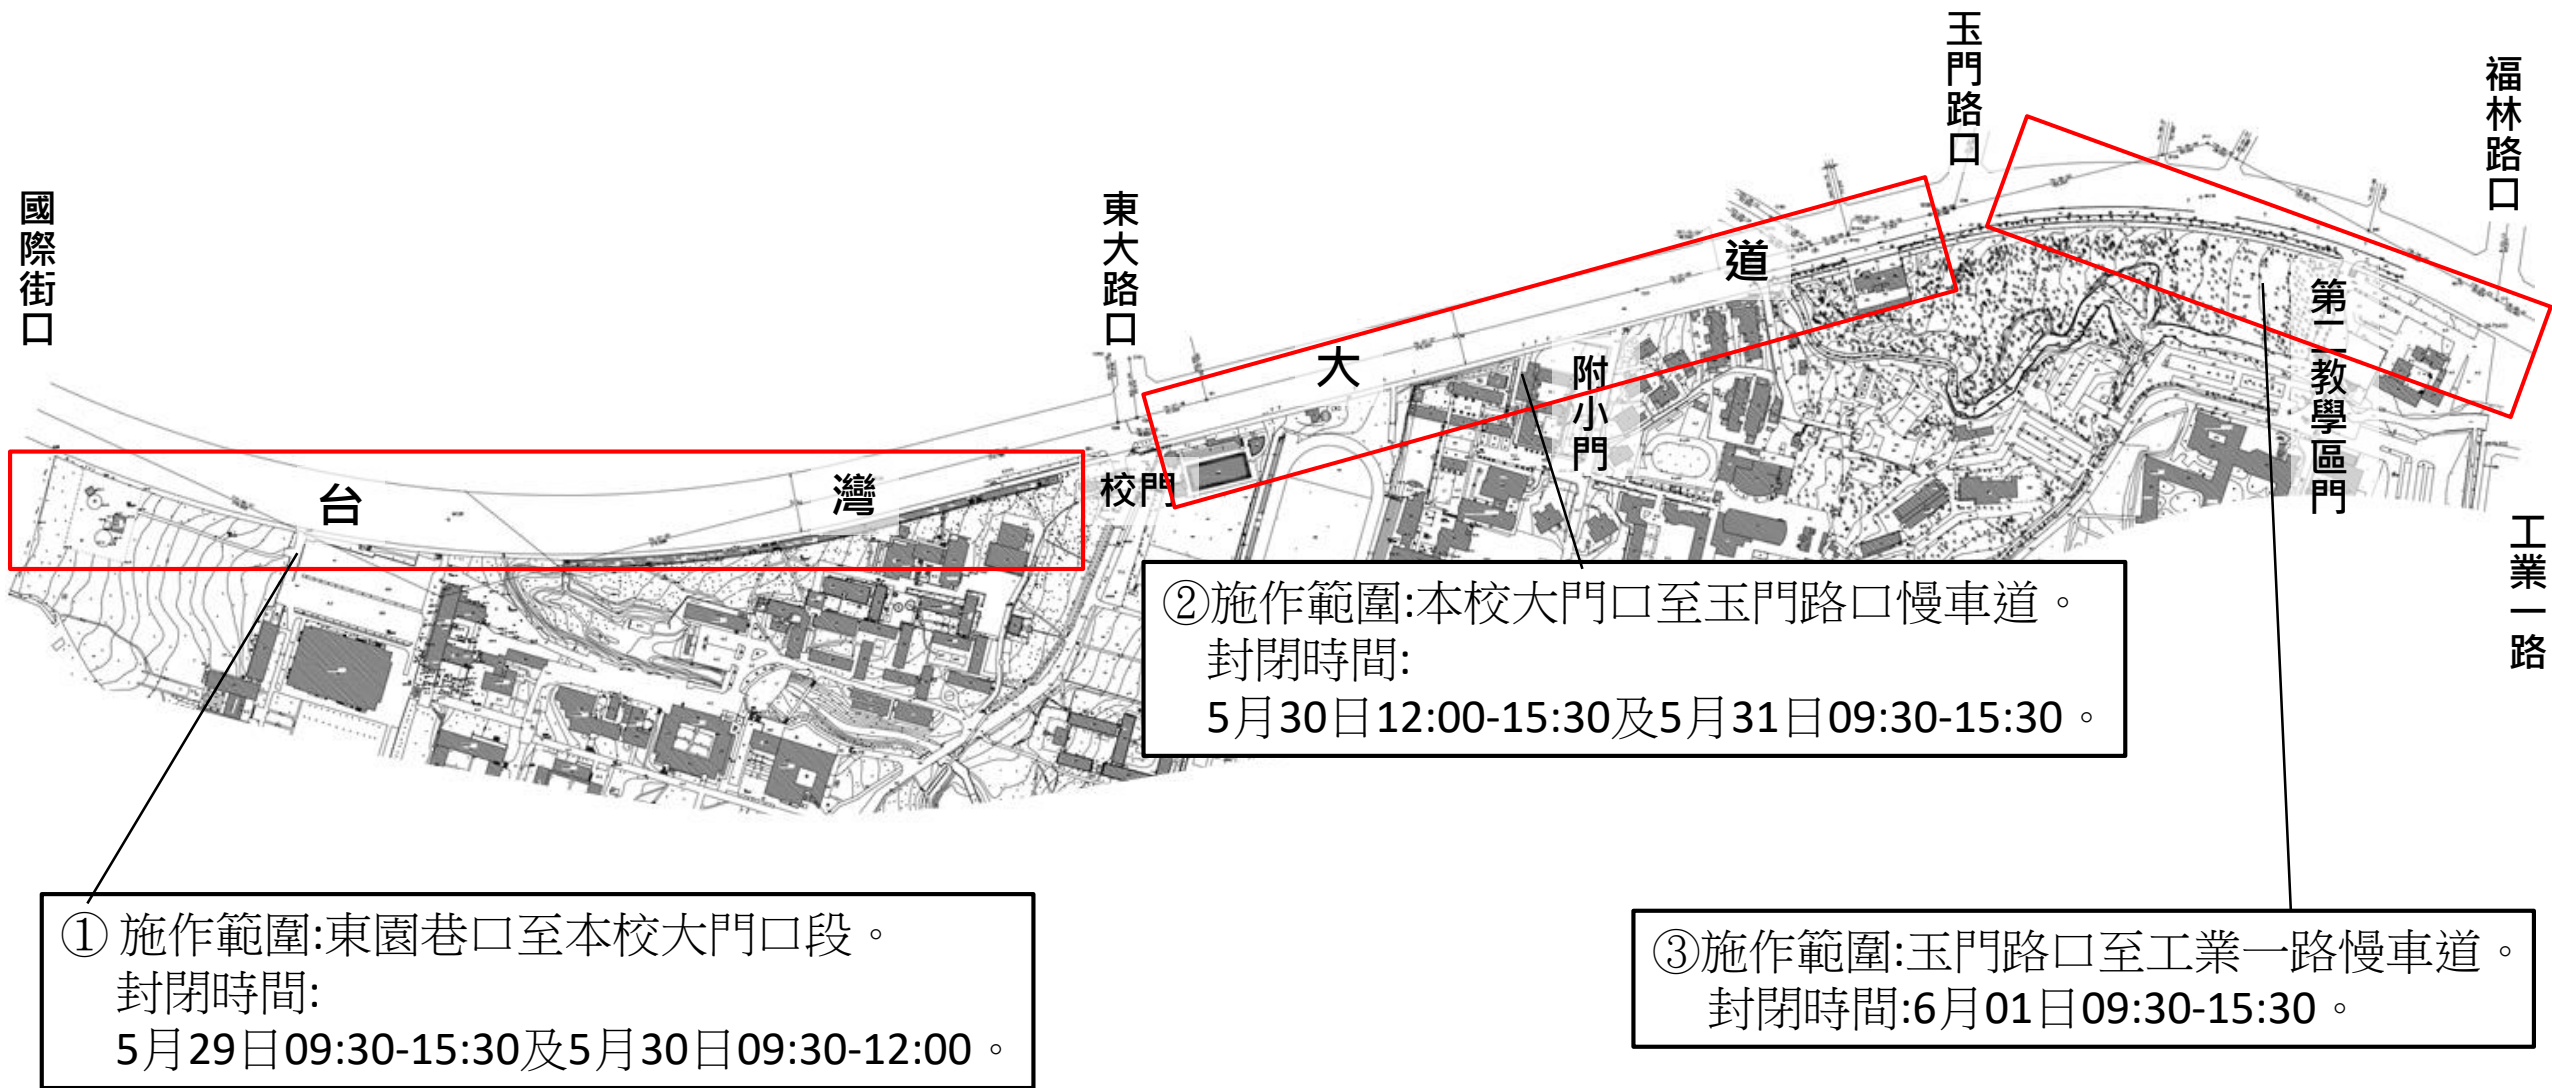 國際街口
東大路口
玉門路口
福林路口
台灣大道
校門
附小門
第二教學區門
工業一路
①施作範圍:東園巷口至本校大門口段。
封閉時間:
5月29日09:30-15:30及5月30日09:30-12:00。
②施作範圍:本校大門口至玉門路口慢車道。
封閉時間:
5月30日12:00-15:30及5月31日09:30-15:30。
③施作範圍:玉門路口至工業一路慢車道。
封閉時間:6月01日09:30-15:30。